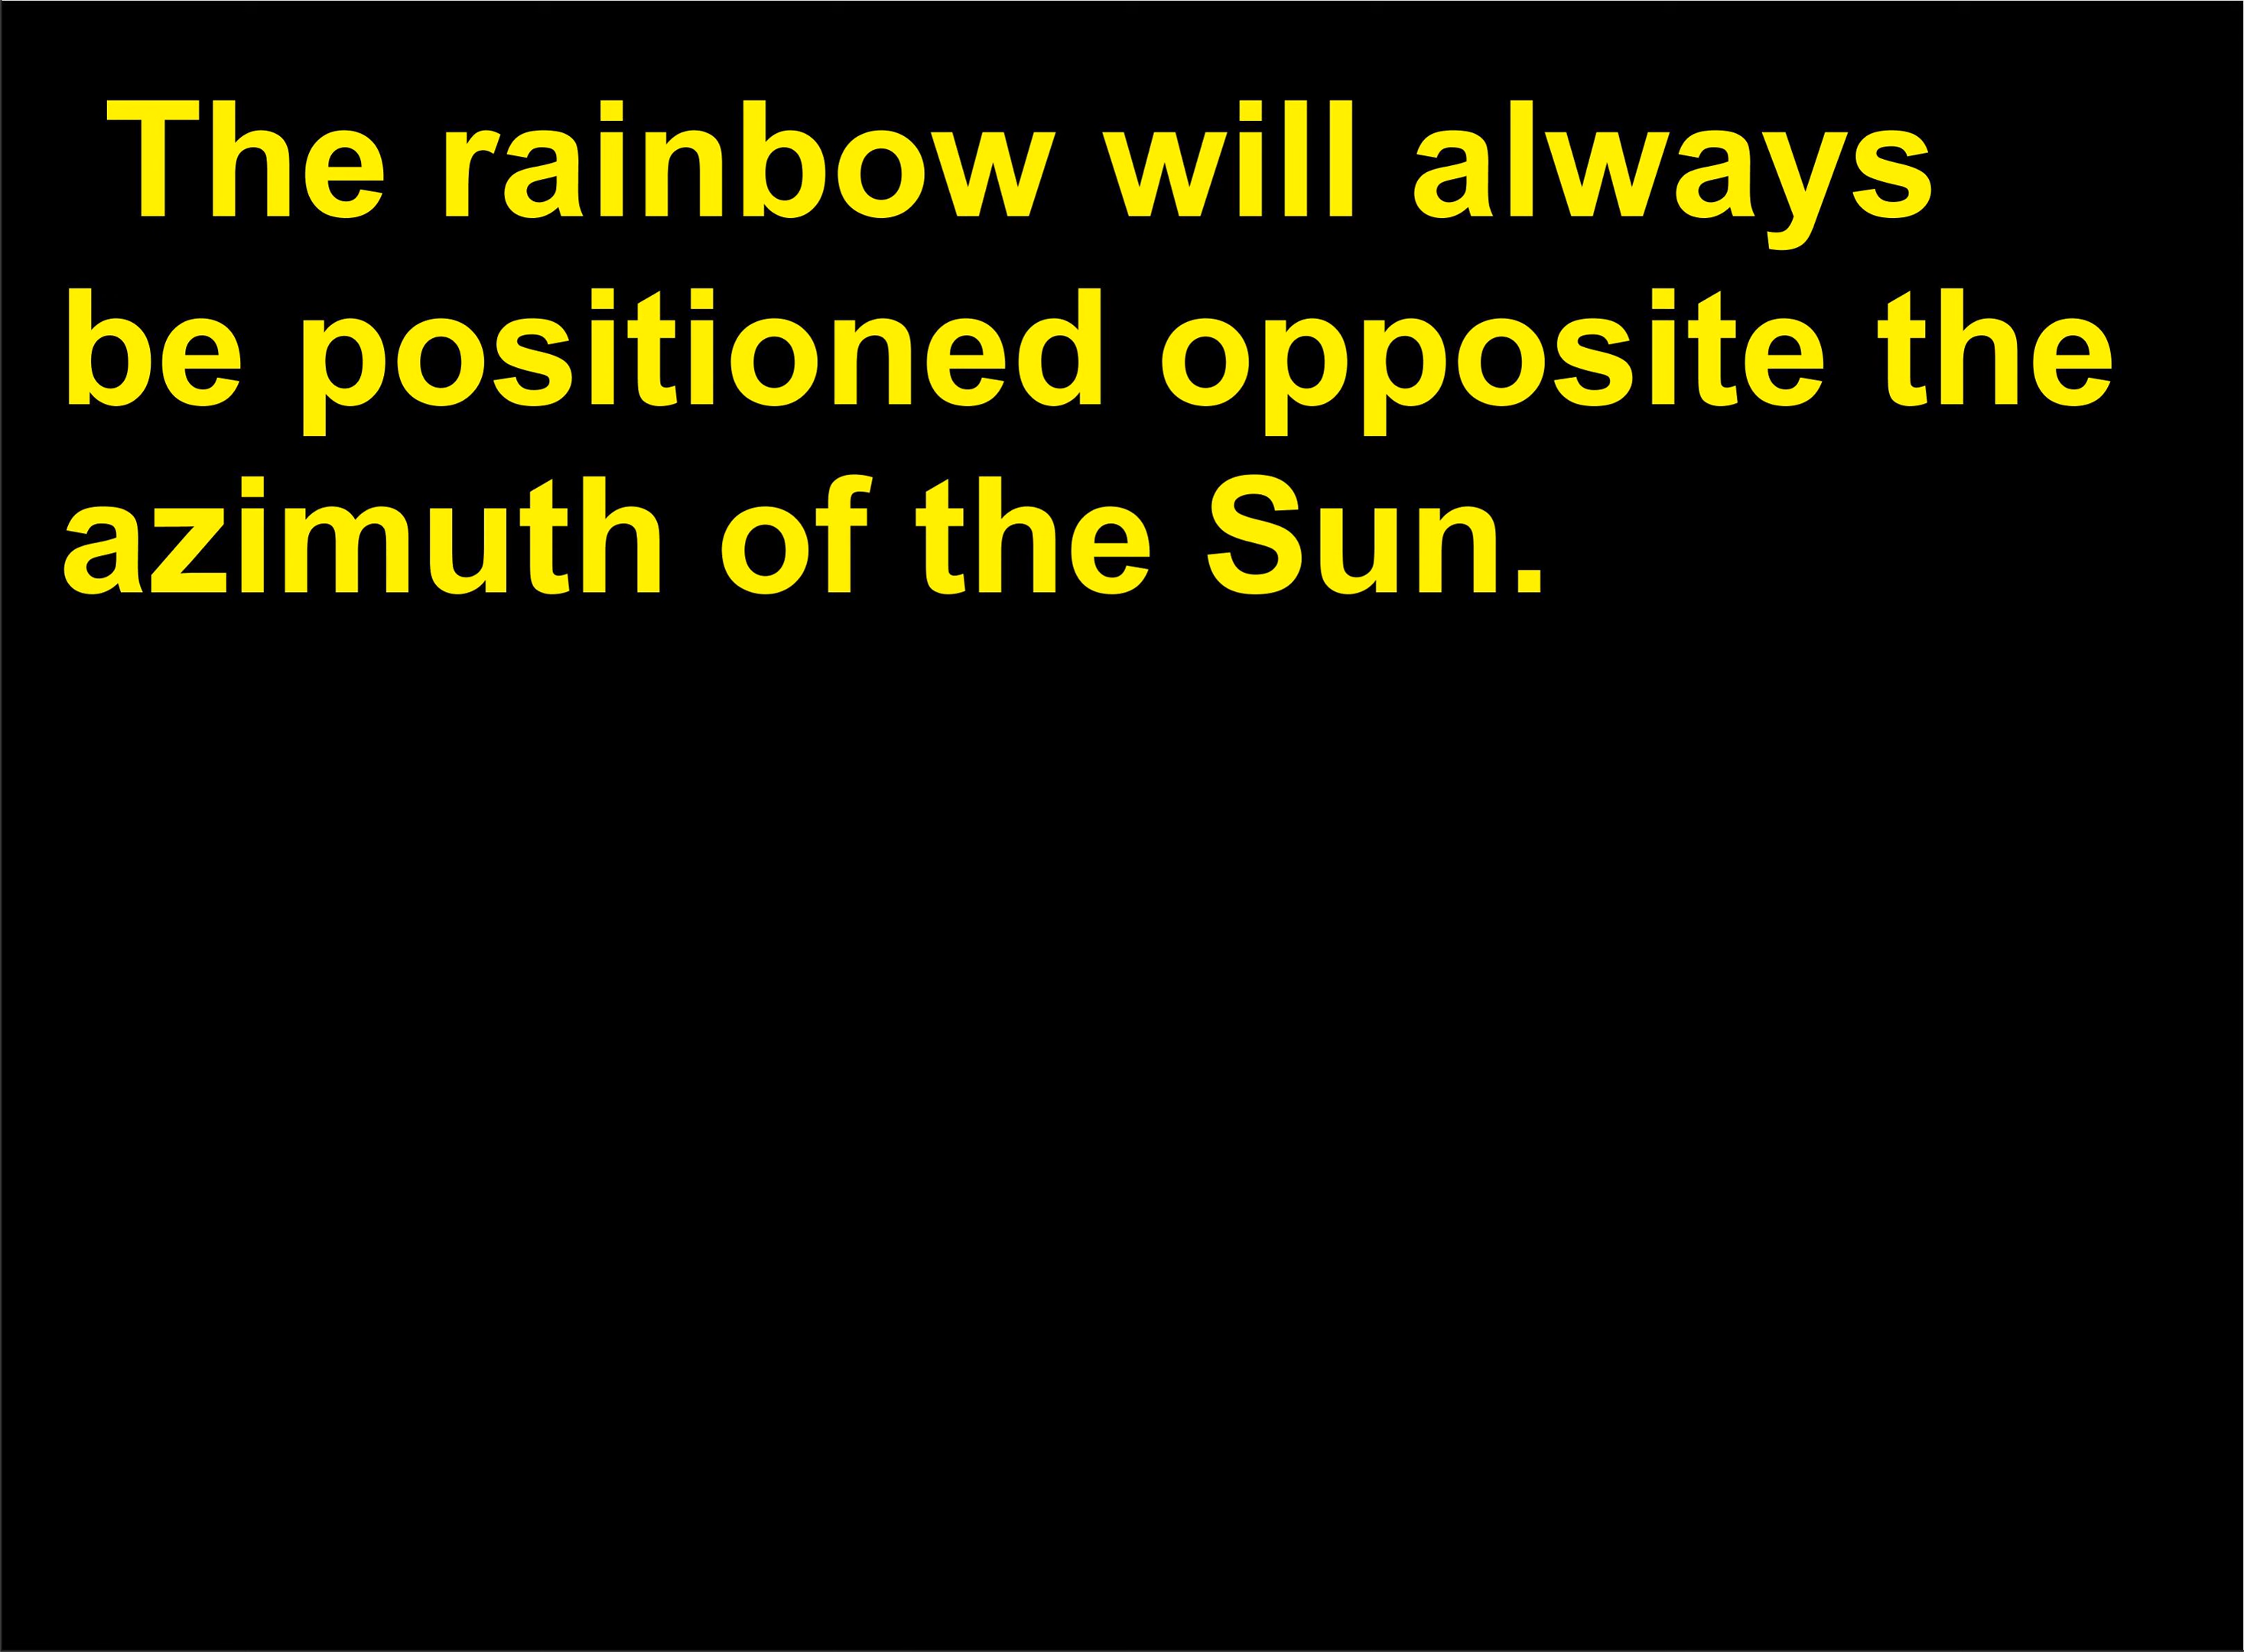 The rainbow will always
be positioned opposite the
azimuth of the Sun.